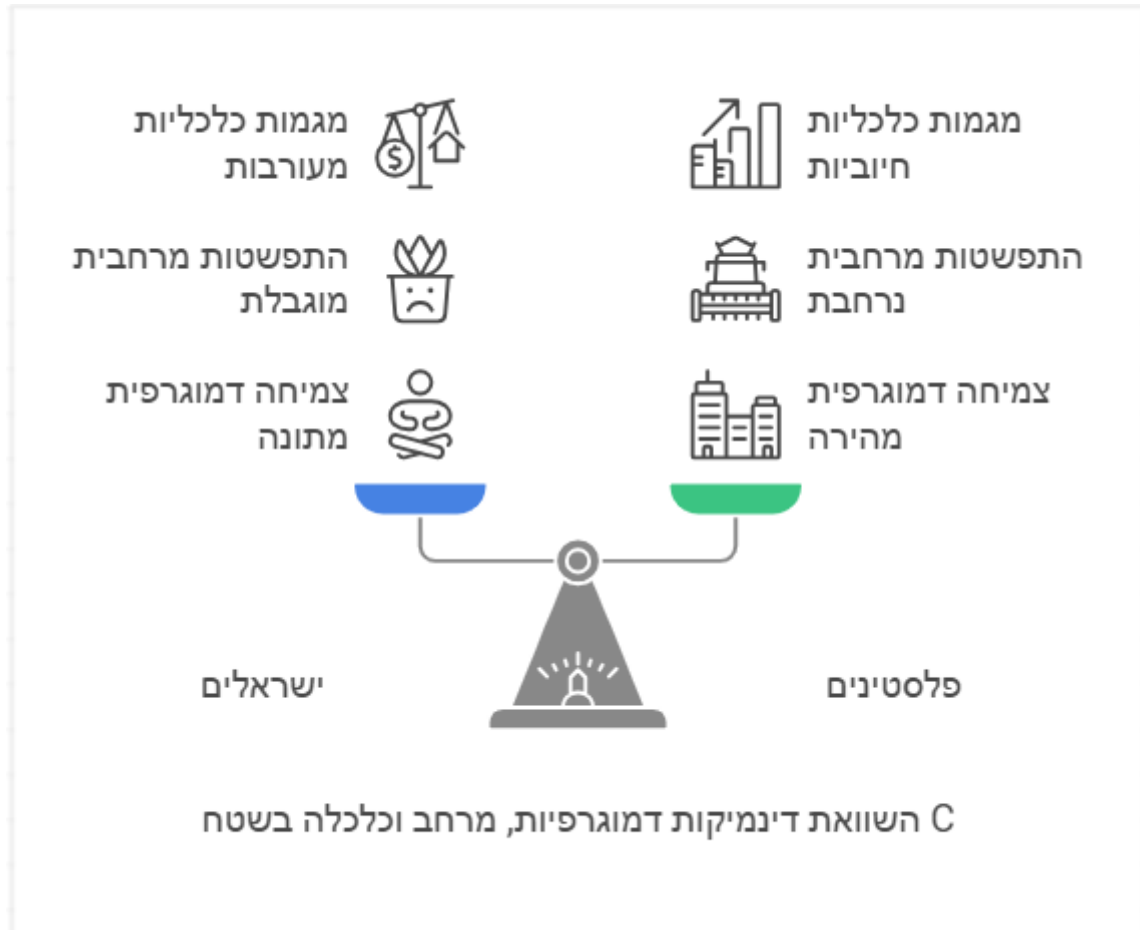 מגמות כלכליות
חיוביות
התפשטות מרחבית
נרחבת
צמיחה דמוגרפית
מהירה
מגמות כלכליות
מעורבות
התפשטות מרחבית
מוגבלת
צמיחה דמוגרפית
מתונה
פלסטינים
ישראלים
C השוואת דינמיקות דמוגרפיות, מרחב וכלכלה בשטח